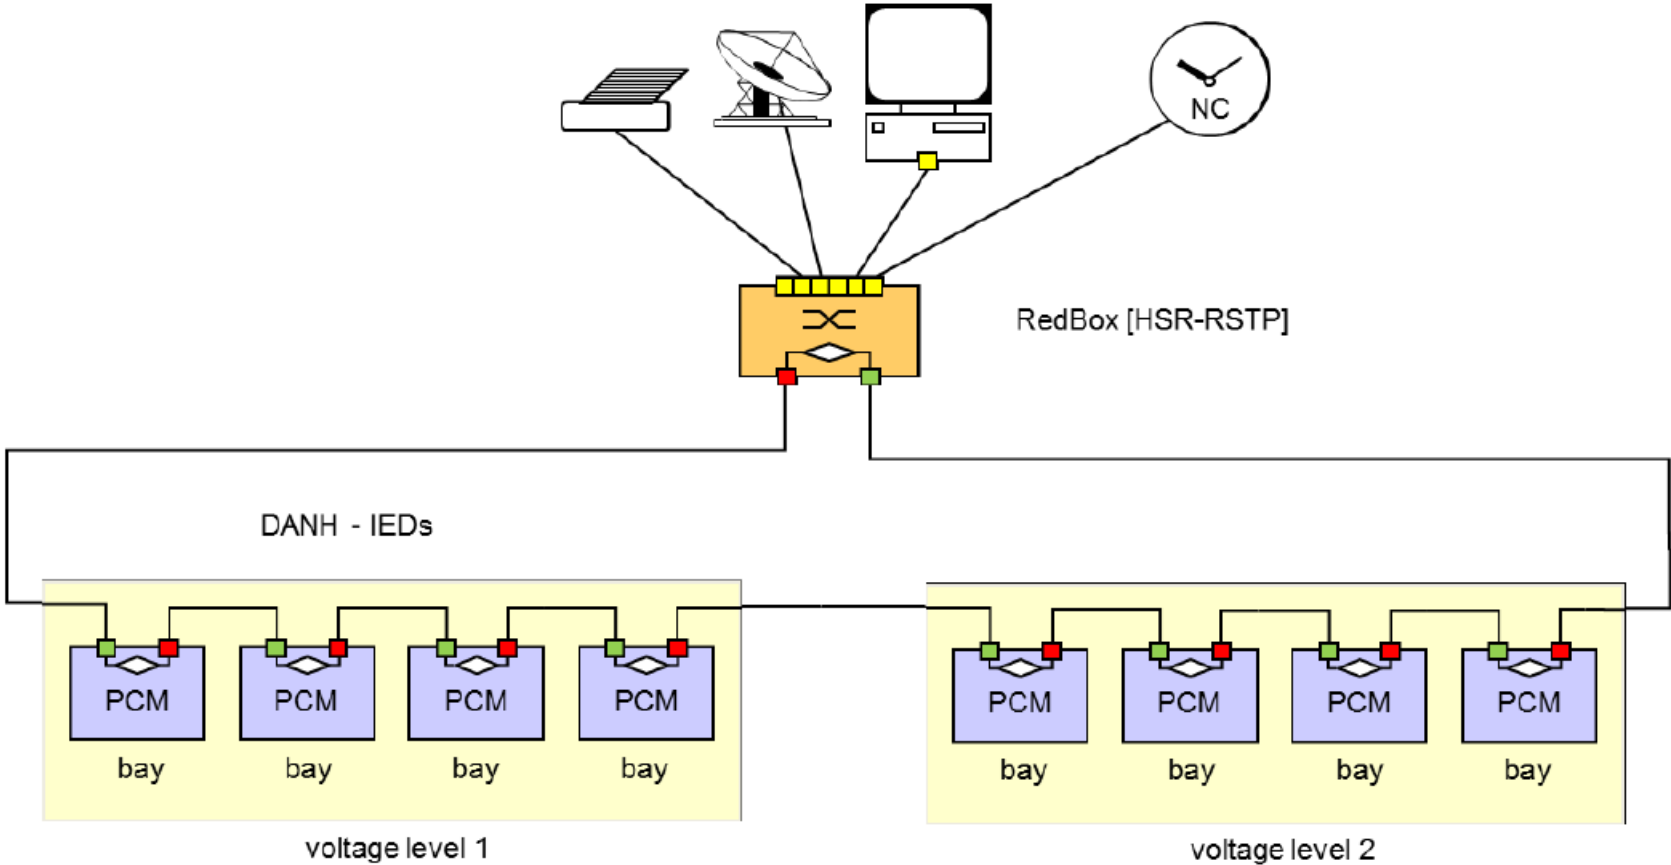 NC
RedBox [HSR-RSTP]
DANH - IEDs
PCM PCM PCM PCM PCM PCM PCM PCM
bay bay bay bay bay bay bay bay
voltage level 1 voltage level 2